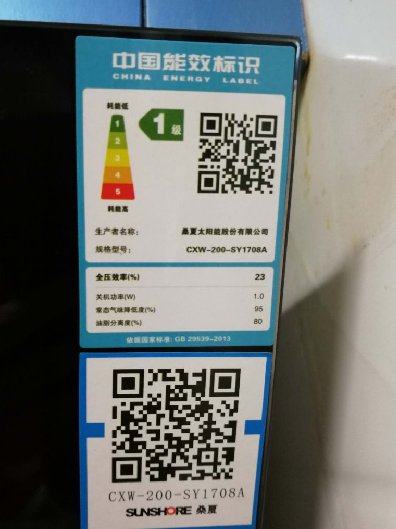 中国能效标识
CHINA ENERGY LABEL
耗能低
1
2
3
4
5
耗能高
1级
生产者名称： 桑夏太阳能股份有限公司
规格型号： CXW-200-SY1708A
全压效率(%) 23
关机功率(W) 1.0
常态气味降低度(%) 95
油脂分离度(%) 80
依据国家标准: GB 29539-2013
CXW-200-SY1708A
SUNSHORE 桑夏